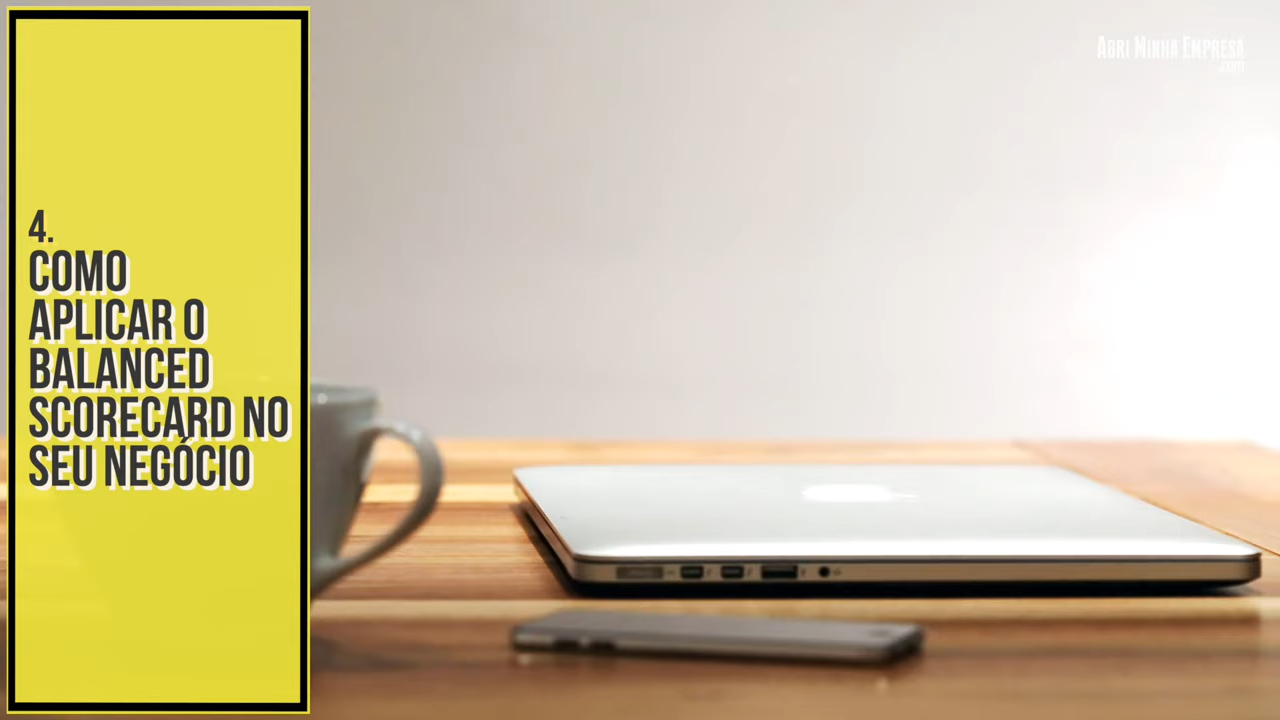 4.
COMO
APLICAR O
BALANCED
SCORECARD NO
SEU NEGÓCIO
ABRI MINHA EMPRESA
.com